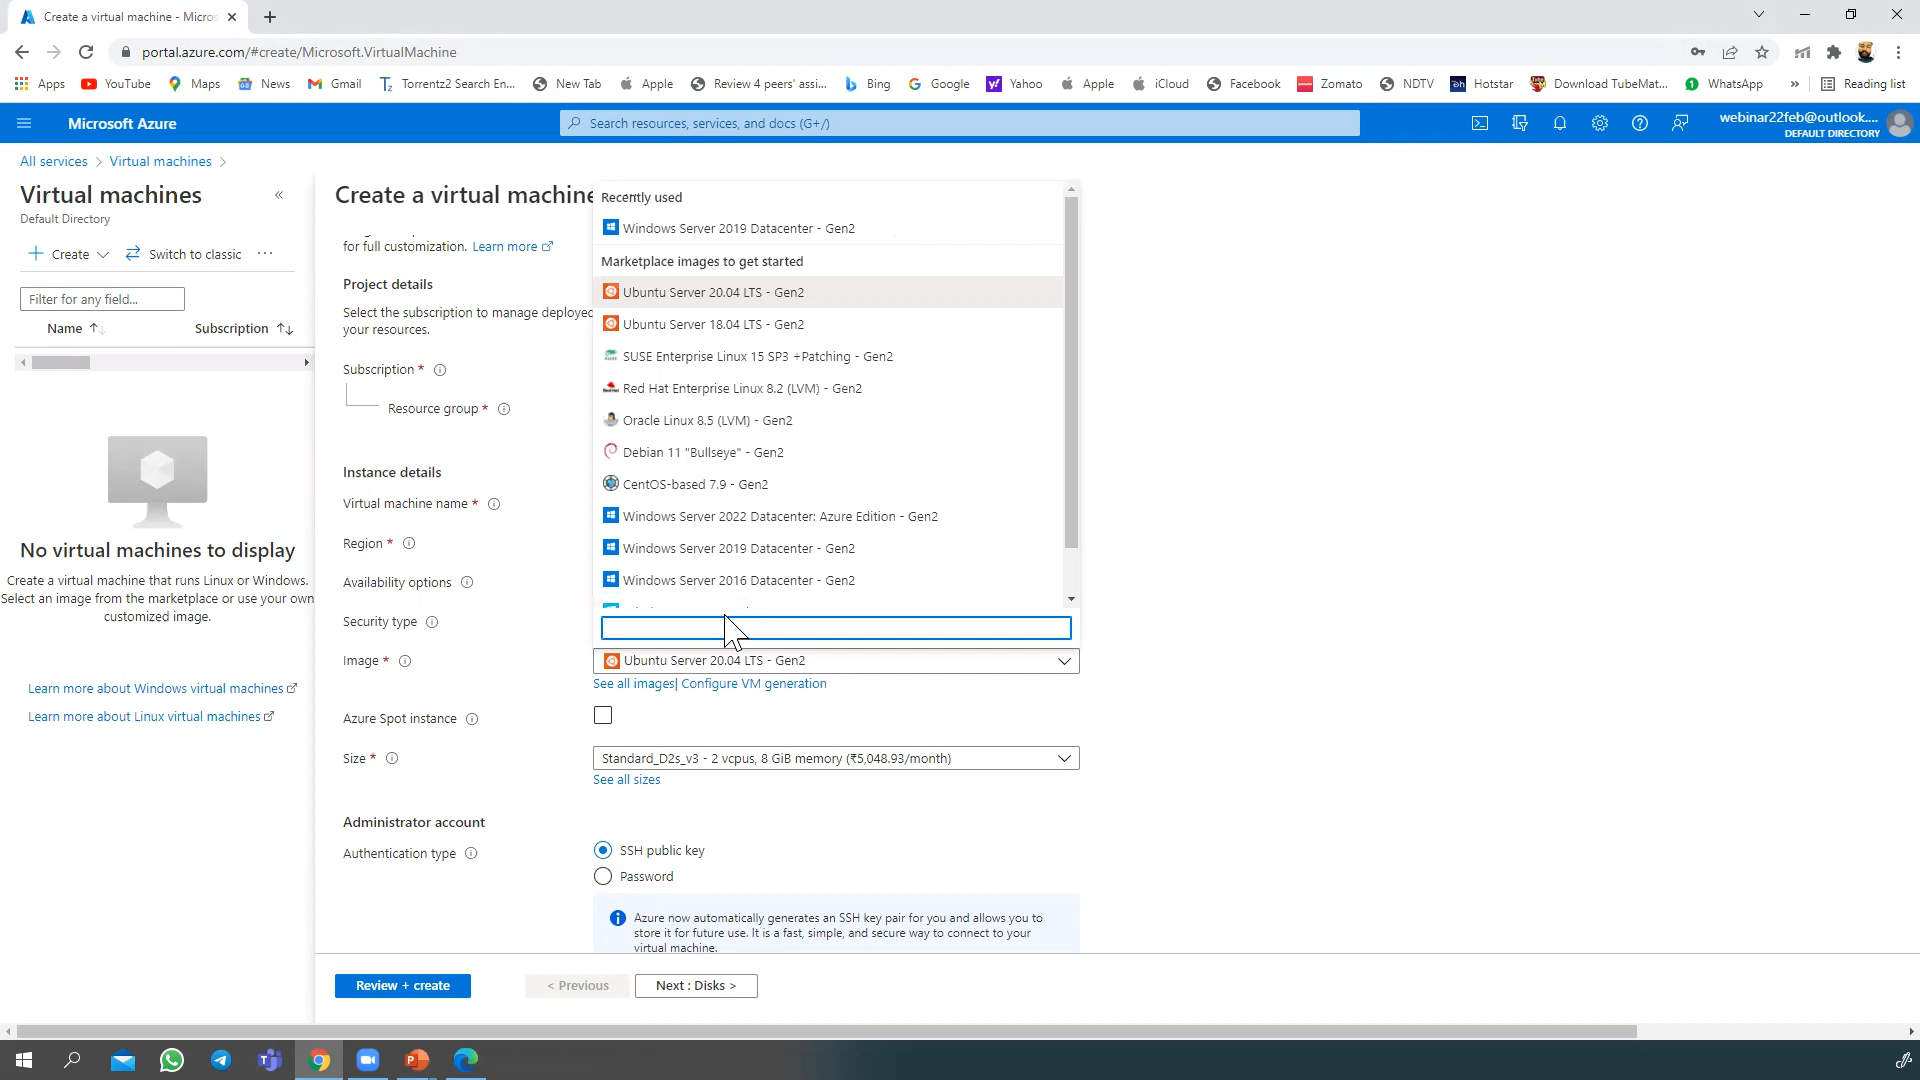 Create a virtual machine - Micros
portal.azure.com/#create/Microsoft.VirtualMachine
Apps
YouTube
Maps
News
Gmail
Torrentz2 Search En...
New Tab
Apple
Review 4 peers' assi...
Bing
Google
Yahoo
Apple
iCloud
Facebook
Zomato
NDTV
Hotstar
Download TubeMat...
WhatsApp
»
Reading list
Microsoft Azure
Search resources, services, and docs (G+/)
webinar22feb@outlook....
DEFAULT DIRECTORY
All services > Virtual machines >
Virtual machines
«
Default Directory
Create
Switch to classic
...
Filter for any field...
Name
Subscription
No virtual machines to display
Create a virtual machine that runs Linux or Windows.
Select an image from the marketplace or use your own
customized image.
Learn more about Windows virtual machines
Learn more about Linux virtual machines
Create a virtual machine
for full customization. Learn more
Project details
Select the subscription to manage deployed
your resources.
Subscription *
Resource group *
Instance details
Virtual machine name *
Region *
Availability options
Security type
Image *
Recently used
Windows Server 2019 Datacenter - Gen2
Marketplace images to get started
Ubuntu Server 20.04 LTS - Gen2
Ubuntu Server 18.04 LTS - Gen2
SUSE Enterprise Linux 15 SP3 +Patching - Gen2
Red Hat Enterprise Linux 8.2 (LVM) - Gen2
Oracle Linux 8.5 (LVM) - Gen2
Debian 11 "Bullseye" - Gen2
CentOS-based 7.9 - Gen2
Windows Server 2022 Datacenter: Azure Edition - Gen2
Windows Server 2019 Datacenter - Gen2
Windows Server 2016 Datacenter - Gen2
Ubuntu Server 20.04 LTS - Gen2
See all images| Configure VM generation
Azure Spot instance
Size *
Standard_D2s_v3 - 2 vcpus, 8 GiB memory (₹5,048.93/month)
See all sizes
Administrator account
Authentication type
SSH public key
Password
Azure now automatically generates an SSH key pair for you and allows you to
store it for future use. It is a fast, simple, and secure way to connect to your
virtual machine.
Review + create
< Previous
Next : Disks >